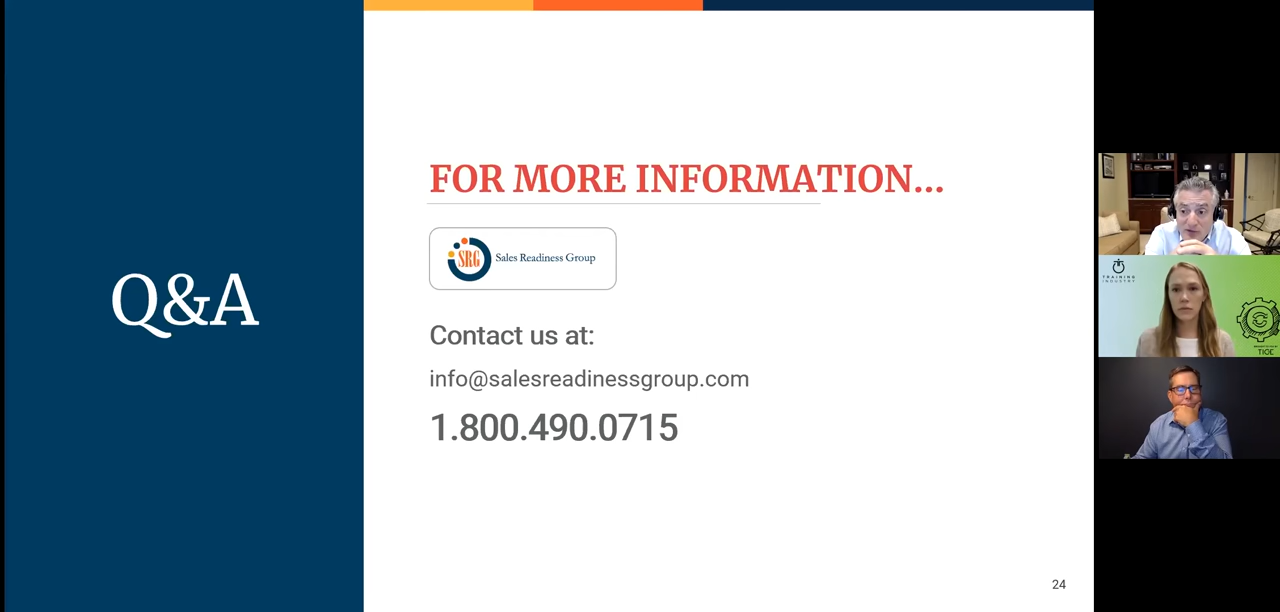 Q&A
FOR MORE INFORMATION...
SRG
Sales Readiness Group
Contact us at:
info@salesreadinessgroup.com
1.800.490.0715
24
TRAINING
INDUSTRY
TICE